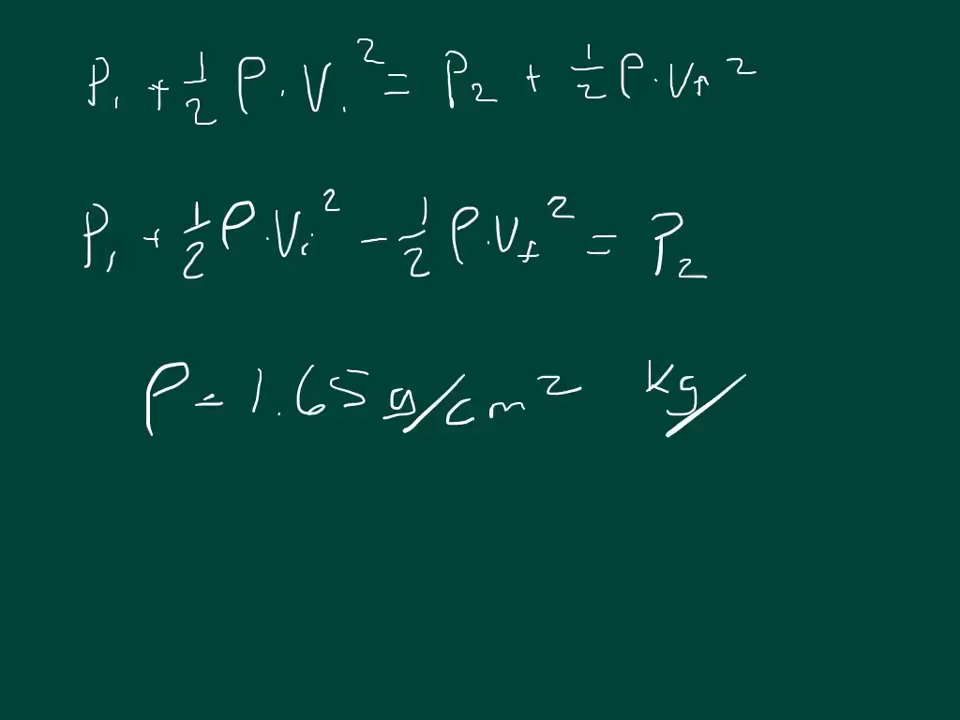 P₁ + 1/2 ρ · V₁² = P₂ + 1/2 ρ · Vf²
P₁ + 1/2 ρ · Vi² - 1/2 ρ · Vf² = P₂
ρ = 1.65 g/cm² kg/